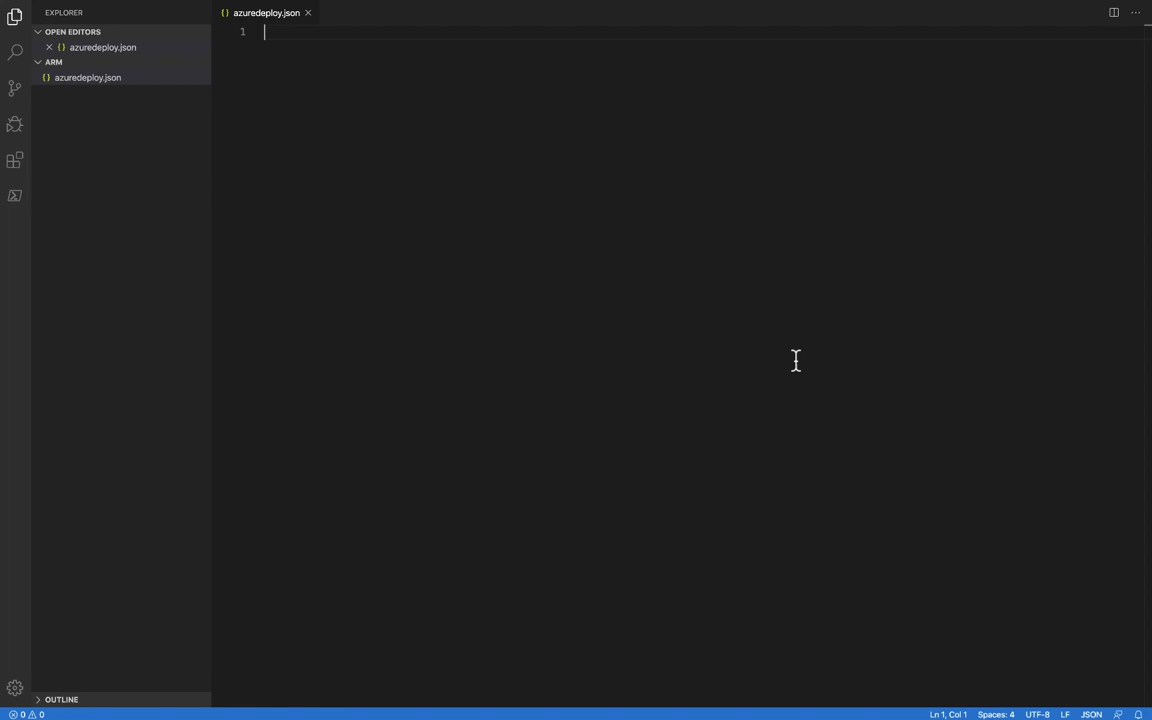 EXPLORER
OPEN EDITORS
{} azuredeploy.json
ARM
{} azuredeploy.json
OUTLINE
{} azuredeploy.json
1
0 0
Ln 1, Col 1 Spaces: 4 UTF-8 LF JSON